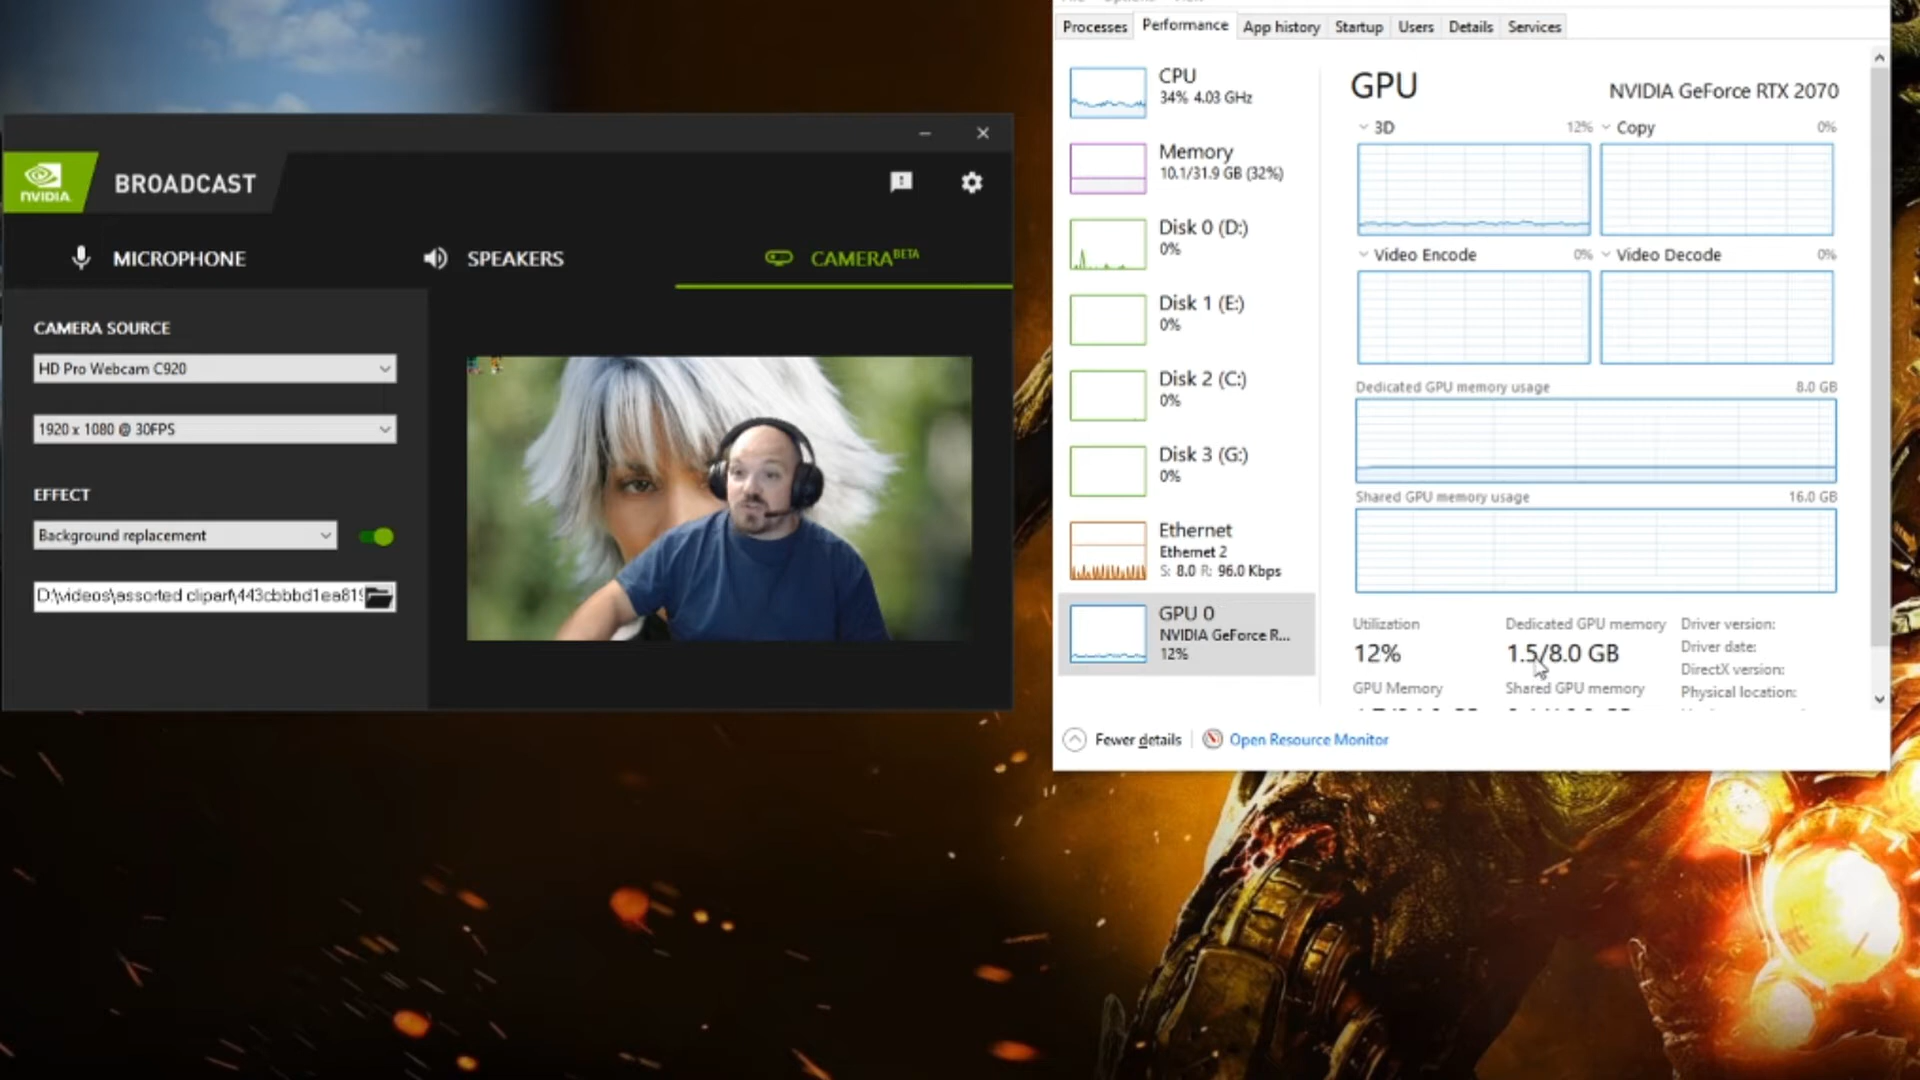 NVIDIA
BROADCAST
MICROPHONE
SPEAKERS
CAMERA BETA
CAMERA SOURCE
HD Pro Webcam C920
1920 x 1080 @ 30FPS
EFFECT
Background replacement
D:\videos\assorted clipart\443cbbbd1ea819
Processes
Performance
App history
Startup
Users
Details
Services
CPU
34% 4.03 GHz
Memory
10.1/31.9 GB (32%)
Disk 0 (D:)
0%
Disk 1 (E:)
0%
Disk 2 (C:)
0%
Disk 3 (G:)
0%
Ethernet
Ethernet 2
S: 8.0 R: 96.0 Kbps
GPU 0
NVIDIA GeForce R...
12%
GPU
NVIDIA GeForce RTX 2070
3D 12%
Copy 0%
Video Encode 0%
Video Decode 0%
Dedicated GPU memory usage 8.0 GB
Shared GPU memory usage 16.0 GB
Utilization
12%
Dedicated GPU memory
1.5/8.0 GB
GPU Memory
Shared GPU memory
Driver version:
Driver date:
DirectX version:
Physical location:
Fewer details
Open Resource Monitor